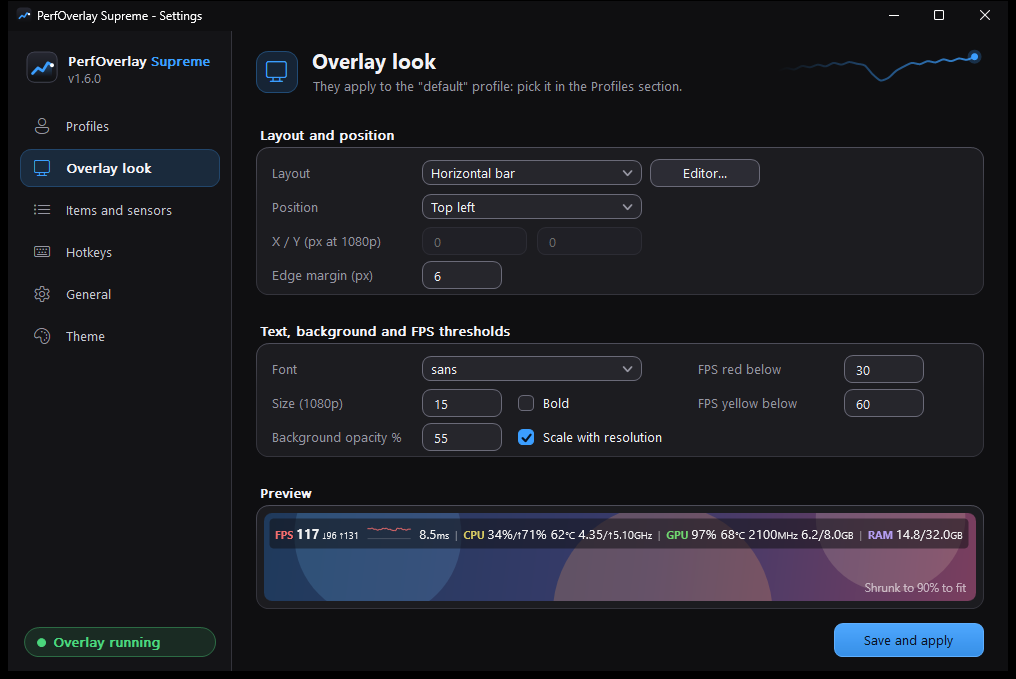 PerfOverlay Supreme - Settings
PerfOverlay Supreme
v1.6.0
Profiles
Overlay look
Items and sensors
Hotkeys
General
Theme
Overlay running
Overlay look
They apply to the "default" profile: pick it in the Profiles section.
Layout and position
Layout Horizontal bar Editor...
Position Top left
X / Y (px at 1080p) 0 0
Edge margin (px) 6
Text, background and FPS thresholds
Font sans FPS red below 30
Size (1080p) 15 Bold FPS yellow below 60
Background opacity % 55 Scale with resolution
Preview
FPS 117 ↓96 ↑131 8.5ms | CPU 34%/↑71% 62°C 4.35/↑5.10GHz | GPU 97% 68°C 2100MHz 6.2/8.0GB | RAM 14.8/32.0GB
Shrunk to 90% to fit
Save and apply